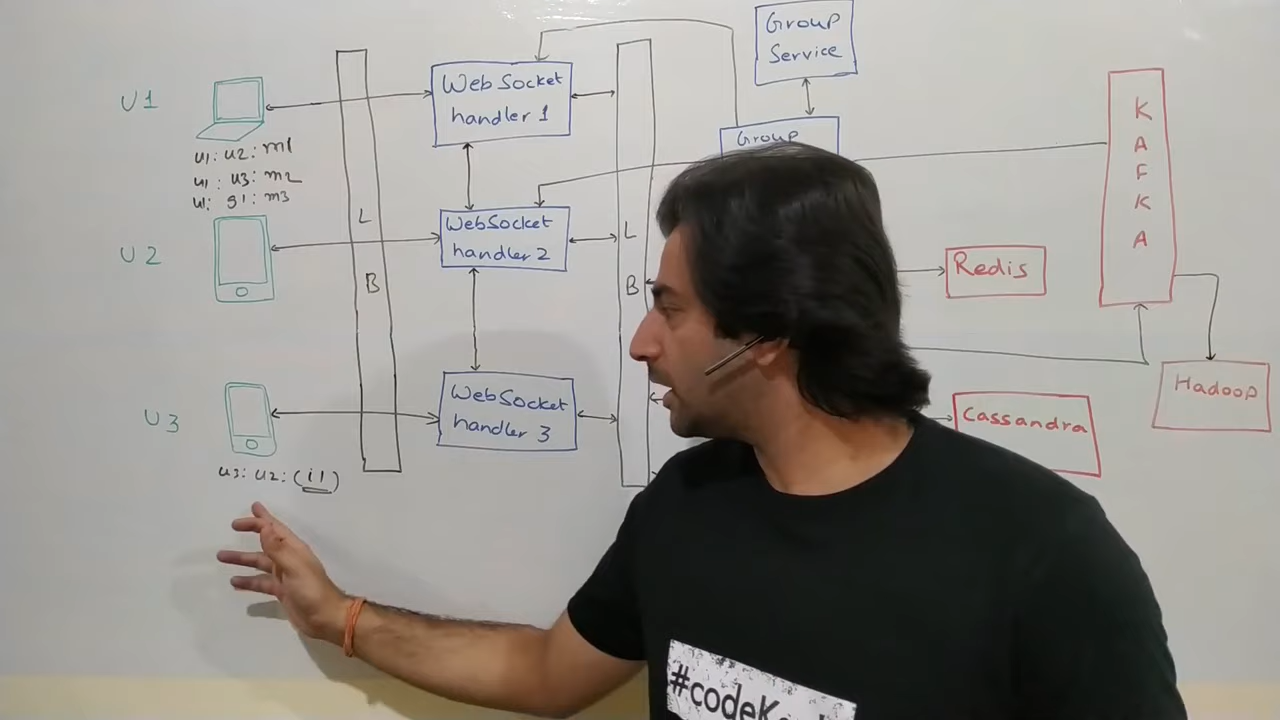 U1
u1: u2: m1
u1: u3: m2
u1: g1: m3
U2
U3
u3: u2: (i1)
L
B
Web Socket
handler 1
WebSocket
handler 2
WebSocket
handler 3
L
B
Group
Service
Group
Redis
Cassandra
K
A
F
K
A
Hadoop